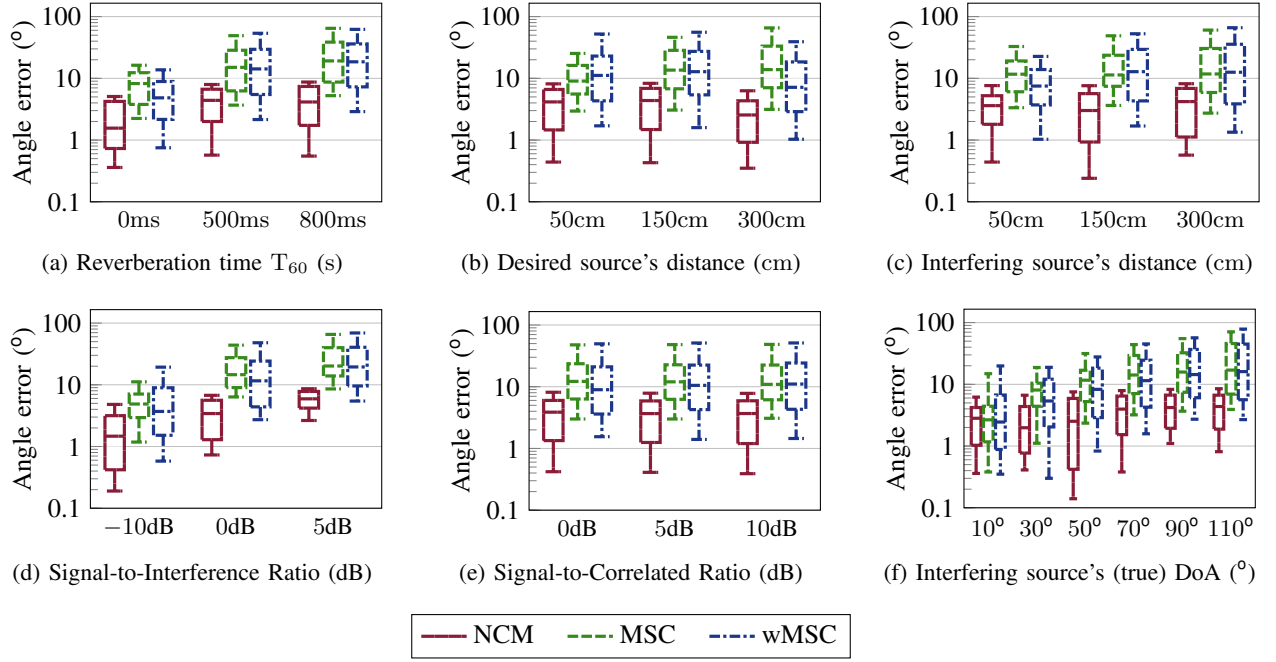 100
10
1
0.1
Angle error (°)
0ms 500ms 800ms
(a) Reverberation time T₆₀ (s)
100
10
1
0.1
Angle error (°)
50cm 150cm 300cm
(b) Desired source's distance (cm)
100
10
1
0.1
Angle error (°)
50cm 150cm 300cm
(c) Interfering source's distance (cm)
100
10
1
0.1
Angle error (°)
−10dB 0dB 5dB
(d) Signal-to-Interference Ratio (dB)
100
10
1
0.1
Angle error (°)
0dB 5dB 10dB
(e) Signal-to-Correlated Ratio (dB)
100
10
1
0.1
Angle error (°)
10° 30° 50° 70° 90° 110°
(f) Interfering source's (true) DoA (°)
NCM MSC wMSC